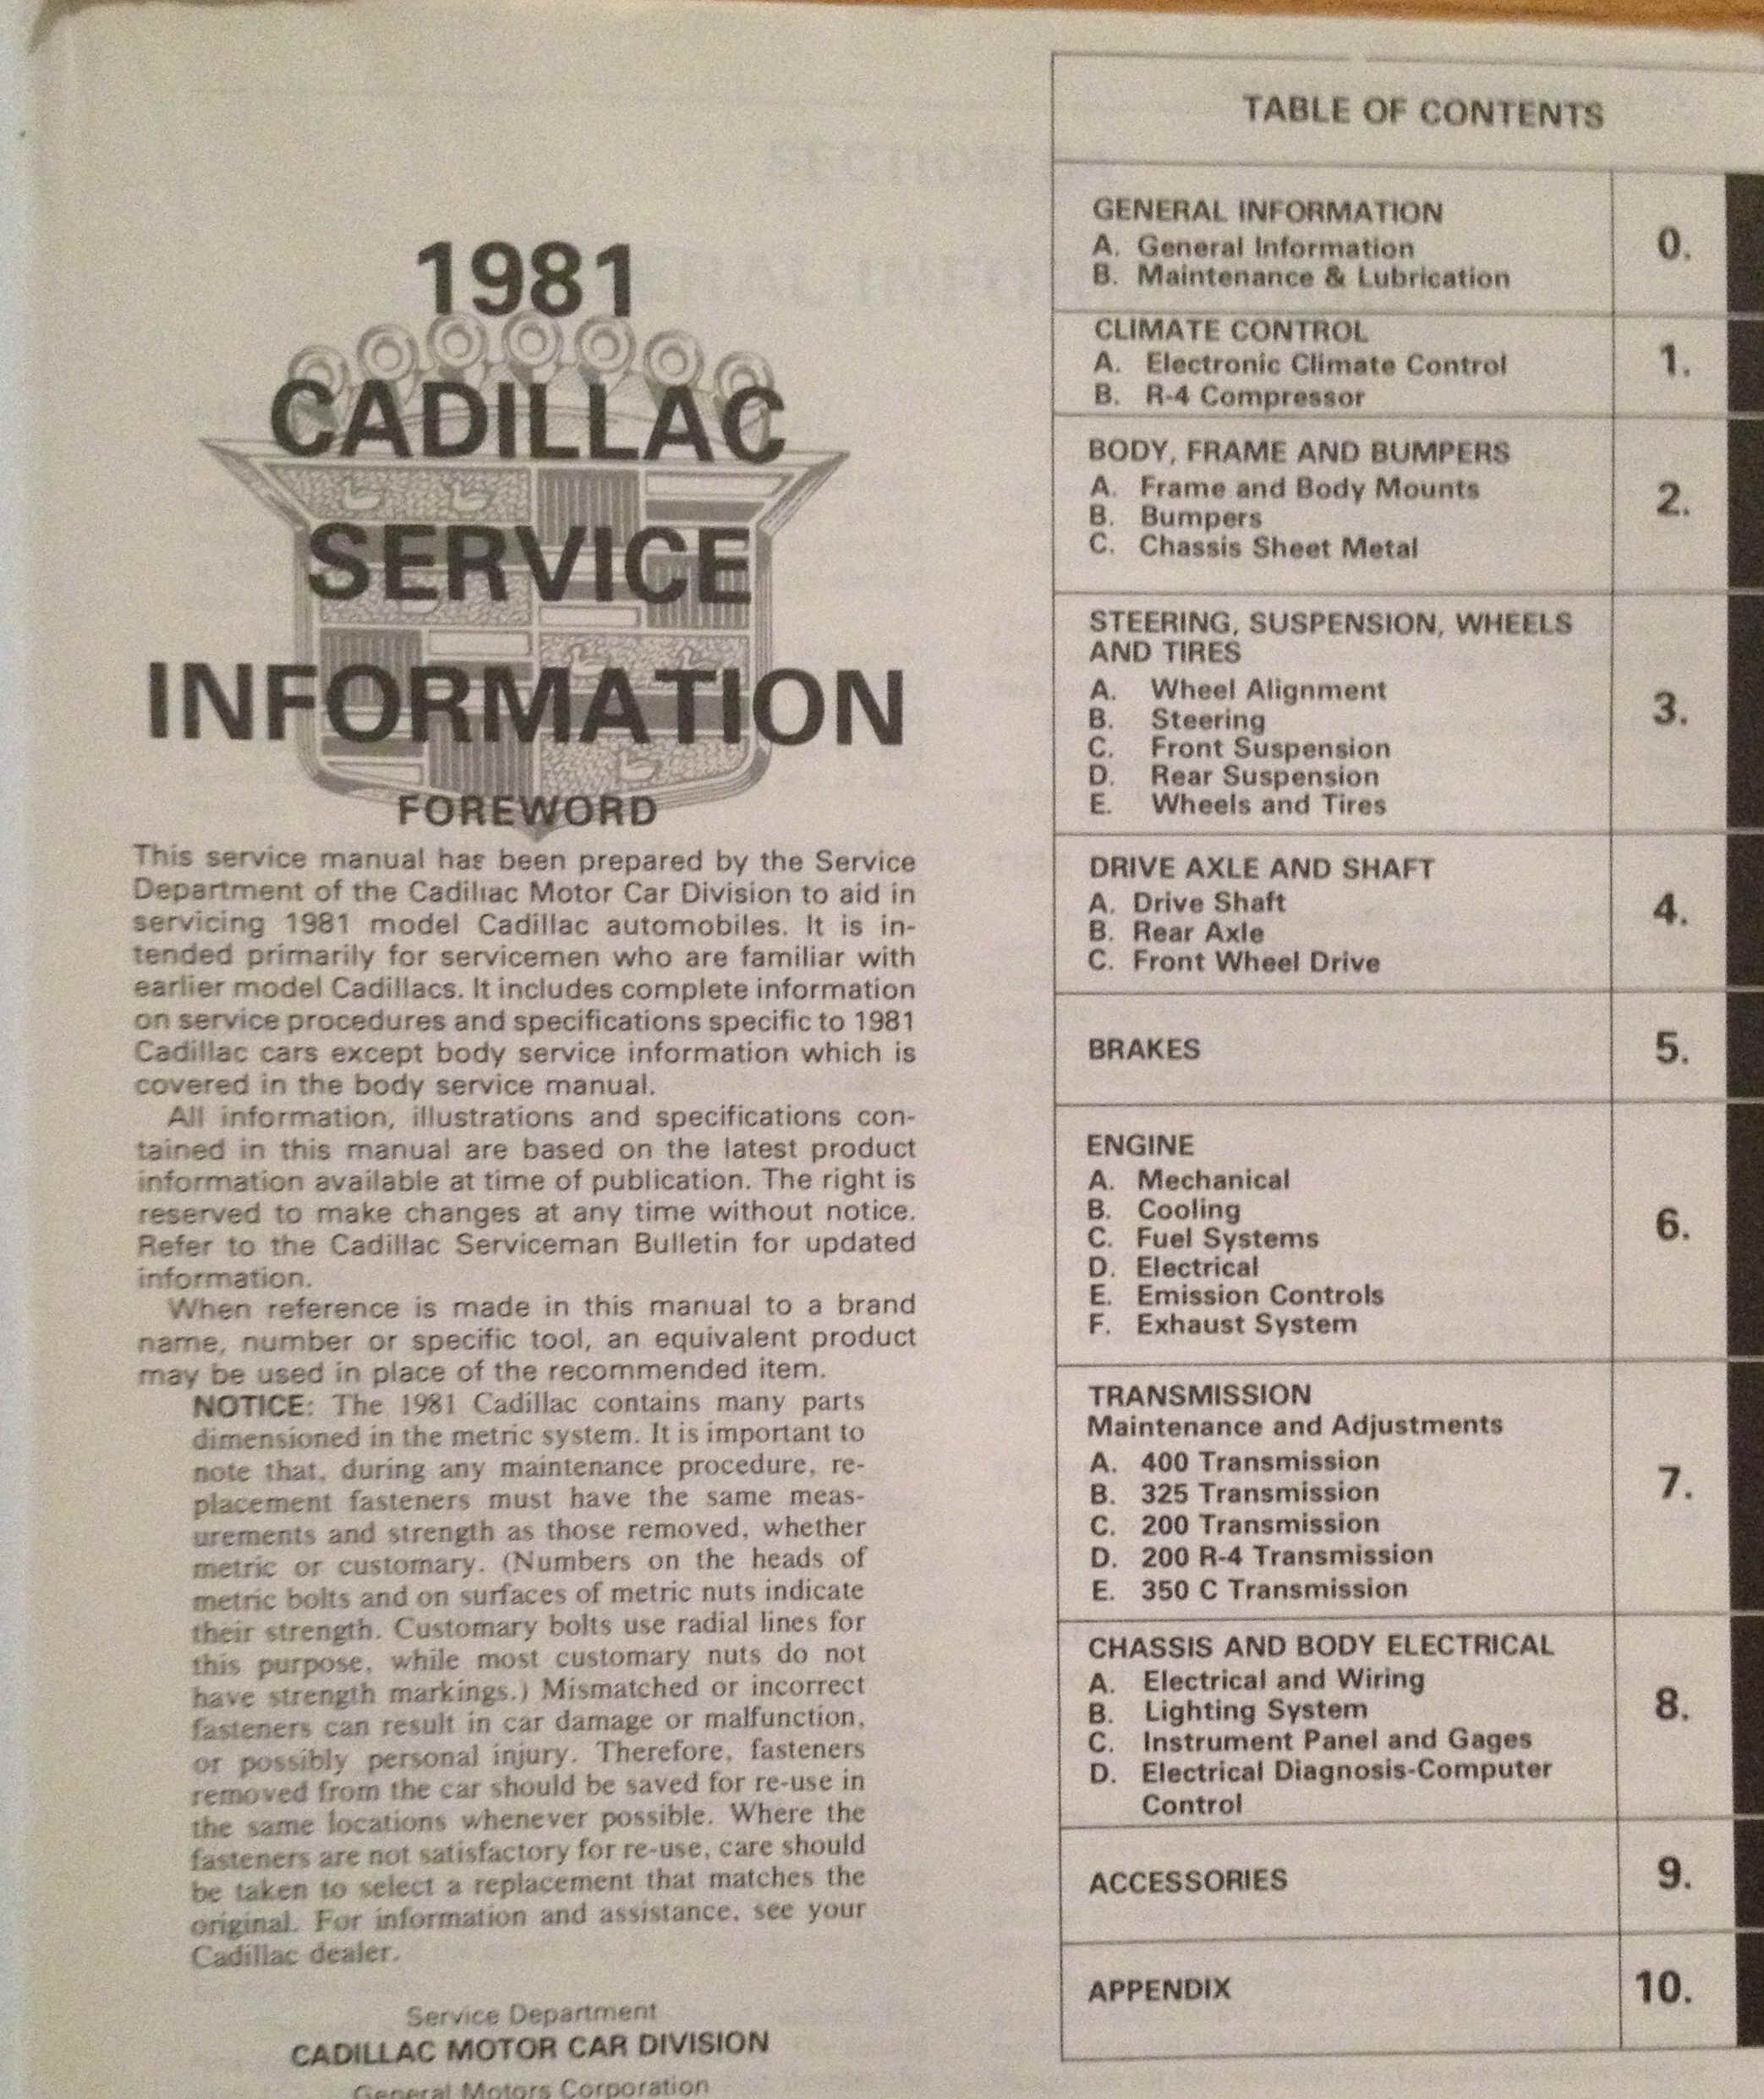 1981
CADILLAC
SERVICE
INFORMATION
FOREWORD
This service manual has been prepared by the Service
Department of the Cadillac Motor Car Division to aid in
servicing 1981 model Cadillac automobiles. It is in-
tended primarily for servicemen who are familiar with
earlier model Cadillacs. It includes complete information
on service procedures and specifications specific to 1981
Cadillac cars except body service information which is
covered in the body service manual.
All information, illustrations and specifications con-
tained in this manual are based on the latest product
information available at time of publication. The right is
reserved to make changes at any time without notice.
Refer to the Cadillac Serviceman Bulletin for updated
information.
When reference is made in this manual to a brand
name, number or specific tool, an equivalent product
may be used in place of the recommended item.
NOTICE: The 1981 Cadillac contains many parts
dimensioned in the metric system. It is important to
note that, during any maintenance procedure, re-
placement fasteners must have the same meas-
urements and strength as those removed, whether
metric or customary. (Numbers on the heads of
metric bolts and on surfaces of metric nuts indicate
their strength. Customary bolts use radial lines for
this purpose, while most customary nuts do not
have strength markings.) Mismatched or incorrect
fasteners can result in car damage or malfunction,
or possibly personal injury. Therefore, fasteners
removed from the car should be saved for re-use in
the same locations whenever possible. Where the
fasteners are not satisfactory for re-use, care should
be taken to select a replacement that matches the
original. For information and assistance, see your
Cadillac dealer.
Service Department
CADILLAC MOTOR CAR DIVISION
General Motors Corporation
TABLE OF CONTENTS
GENERAL INFORMATION
A. General Information
B. Maintenance & Lubrication
0.
CLIMATE CONTROL
A. Electronic Climate Control
B. R-4 Compressor
1.
BODY, FRAME AND BUMPERS
A. Frame and Body Mounts
B. Bumpers
C. Chassis Sheet Metal
2.
STEERING, SUSPENSION, WHEELS
AND TIRES
A. Wheel Alignment
B. Steering
C. Front Suspension
D. Rear Suspension
E. Wheels and Tires
3.
DRIVE AXLE AND SHAFT
A. Drive Shaft
B. Rear Axle
C. Front Wheel Drive
4.
BRAKES
5.
ENGINE
A. Mechanical
B. Cooling
C. Fuel Systems
D. Electrical
E. Emission Controls
F. Exhaust System
6.
TRANSMISSION
Maintenance and Adjustments
A. 400 Transmission
B. 325 Transmission
C. 200 Transmission
D. 200 R-4 Transmission
E. 350 C Transmission
7.
CHASSIS AND BODY ELECTRICAL
A. Electrical and Wiring
B. Lighting System
C. Instrument Panel and Gages
D. Electrical Diagnosis-Computer
Control
8.
ACCESSORIES
9.
APPENDIX
10.